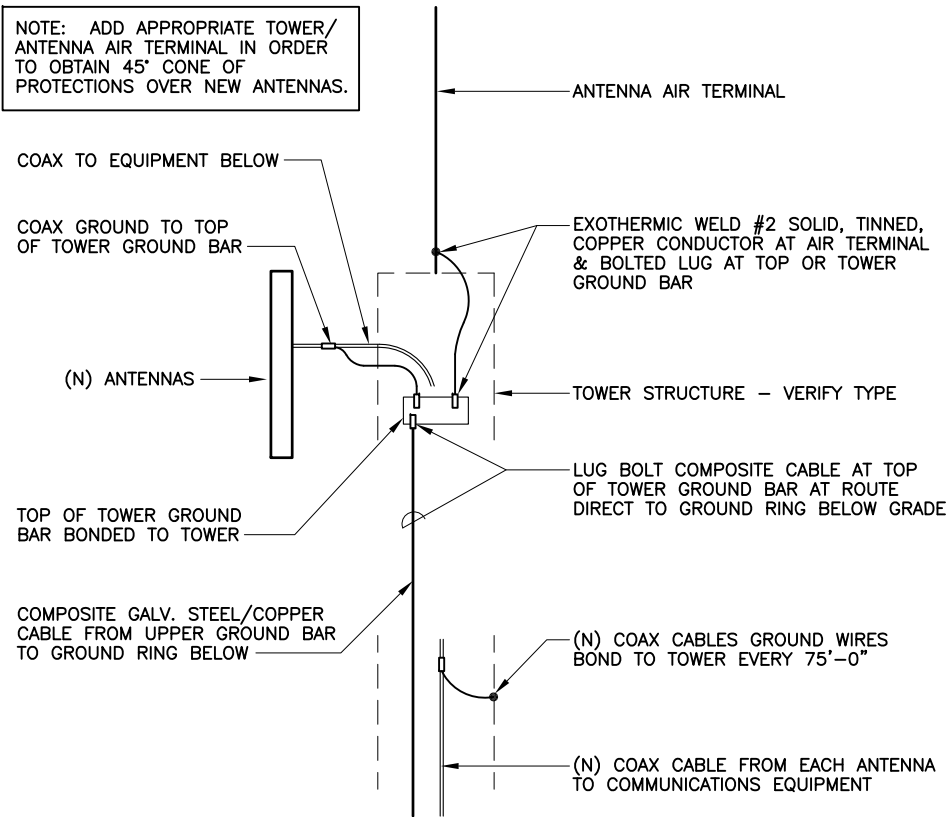 NOTE: ADD APPROPRIATE TOWER/
ANTENNA AIR TERMINAL IN ORDER
TO OBTAIN 45° CONE OF
PROTECTIONS OVER NEW ANTENNAS.
ANTENNA AIR TERMINAL
COAX TO EQUIPMENT BELOW
COAX GROUND TO TOP
OF TOWER GROUND BAR
EXOTHERMIC WELD #2 SOLID, TINNED,
COPPER CONDUCTOR AT AIR TERMINAL
& BOLTED LUG AT TOP OR TOWER
GROUND BAR
(N) ANTENNAS
TOWER STRUCTURE – VERIFY TYPE
LUG BOLT COMPOSITE CABLE AT TOP
OF TOWER GROUND BAR AT ROUTE
DIRECT TO GROUND RING BELOW GRADE
TOP OF TOWER GROUND
BAR BONDED TO TOWER
COMPOSITE GALV. STEEL/COPPER
CABLE FROM UPPER GROUND BAR
TO GROUND RING BELOW
(N) COAX CABLES GROUND WIRES
BOND TO TOWER EVERY 75'-0"
(N) COAX CABLE FROM EACH ANTENNA
TO COMMUNICATIONS EQUIPMENT